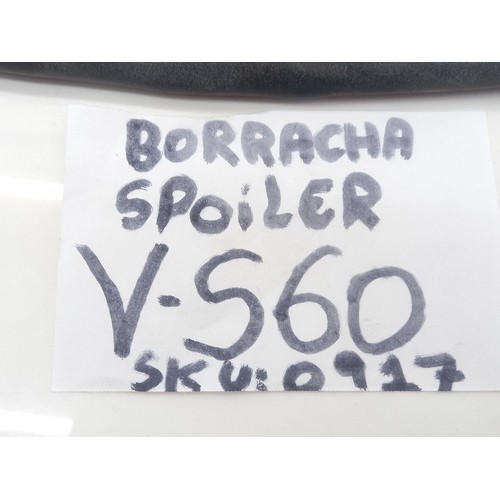 BORRACHA
SPOiLER
V-S60
SKU: 0917